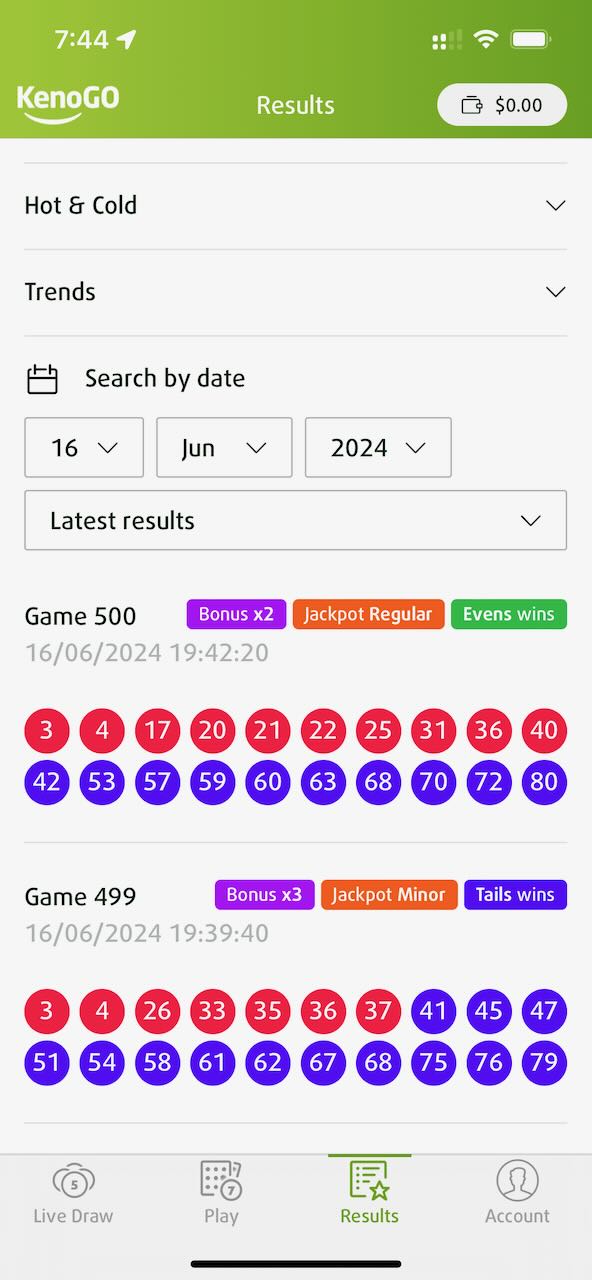 7:44
KenoGO
Results
$0.00
Hot & Cold
Trends
Search by date
16 Jun 2024
Latest results
Game 500 Bonus x2 Jackpot Regular Evens wins
16/06/2024 19:42:20
3 4 17 20 21 22 25 31 36 40
42 53 57 59 60 63 68 70 72 80
Game 499 Bonus x3 Jackpot Minor Tails wins
16/06/2024 19:39:40
3 4 26 33 35 36 37 41 45 47
51 54 58 61 62 67 68 75 76 79
5 7
Live Draw Play Results Account